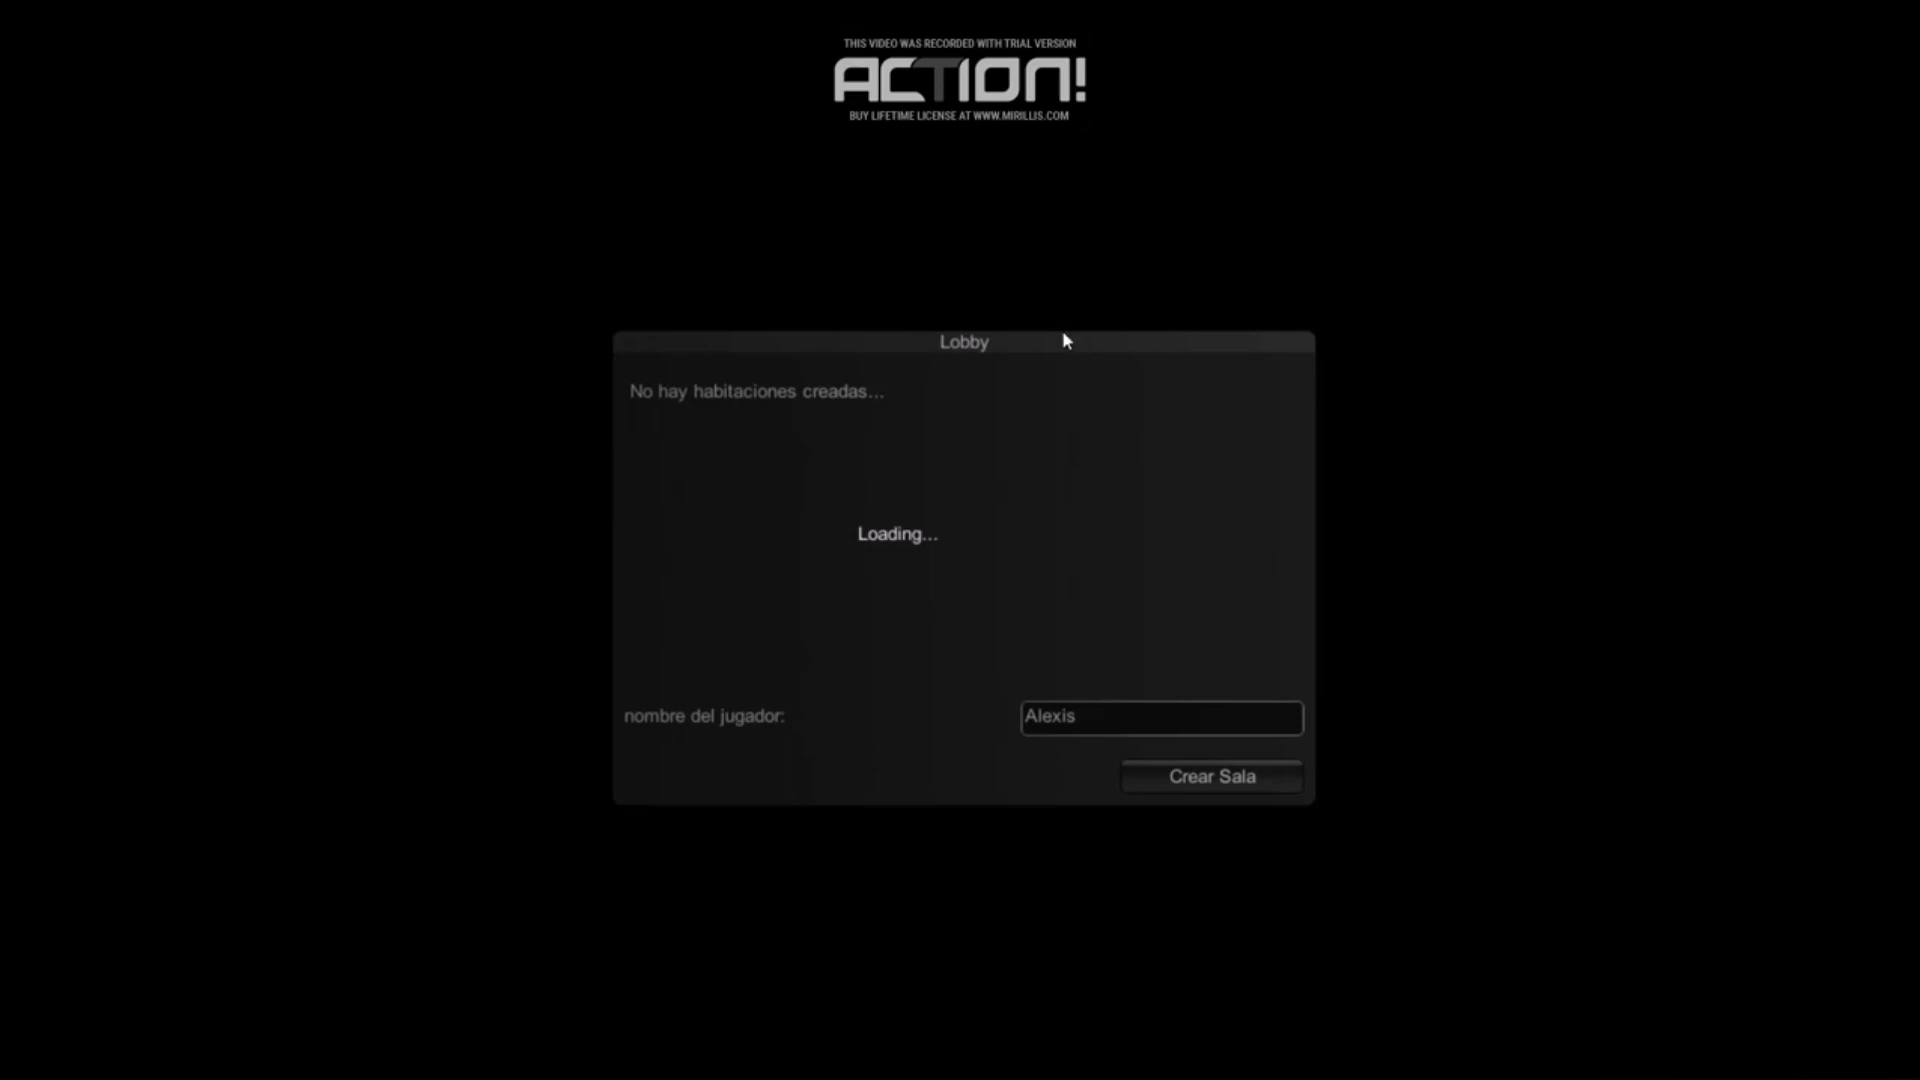 THIS VIDEO WAS RECORDED WITH TRIAL VERSION
ACTION!
BUY LIFETIME LICENSE AT WWW.MIRILLIS.COM
Lobby
No hay habitaciones creadas...
Loading...
nombre del jugador:
Alexis
Crear Sala